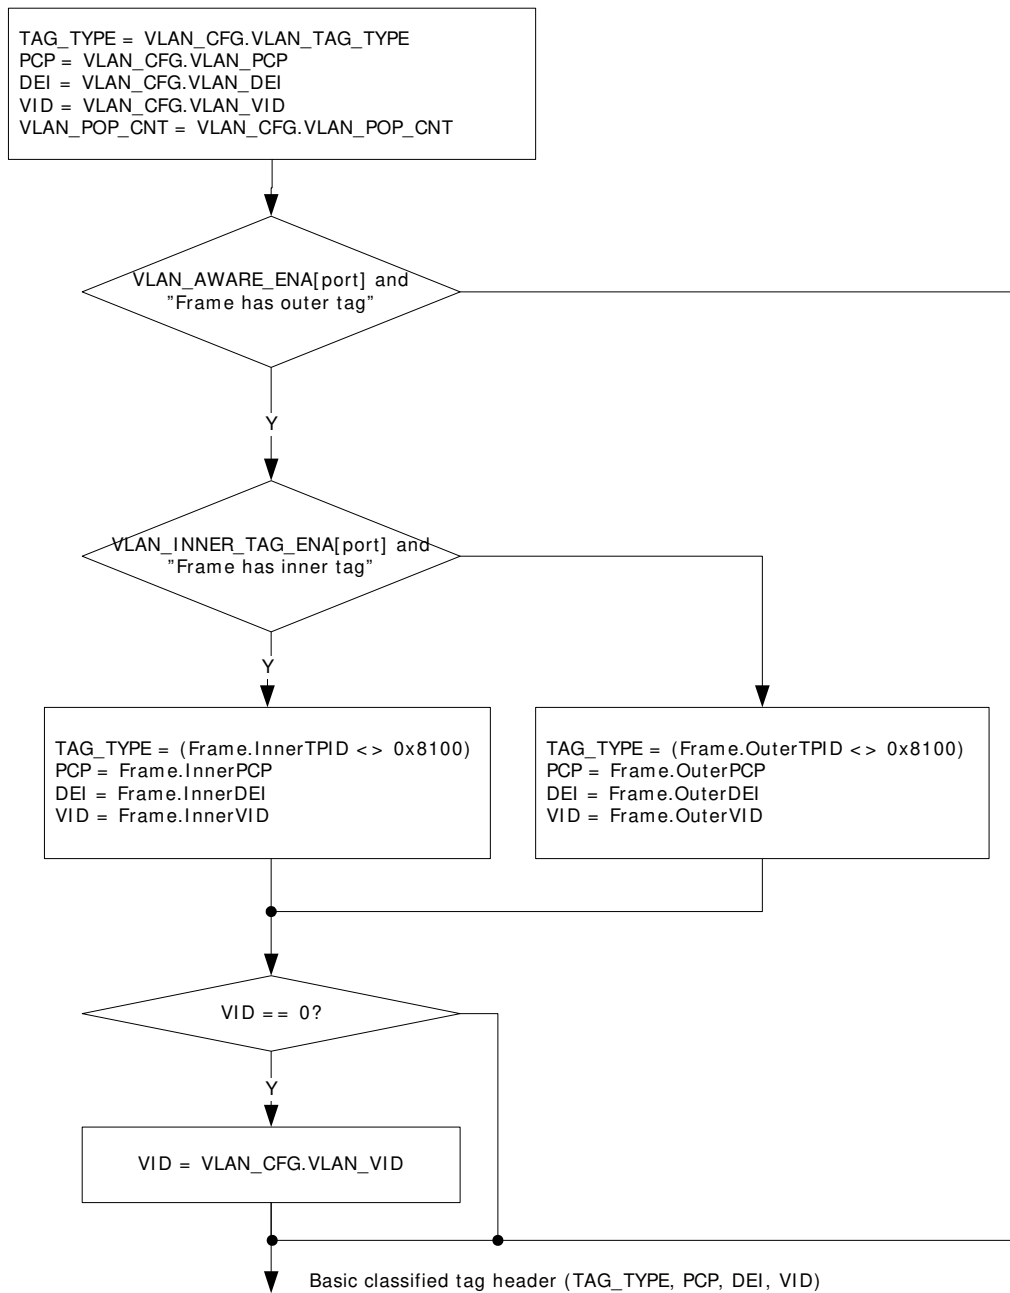 TAG_TYPE = VLAN_CFG.VLAN_TAG_TYPE
PCP = VLAN_CFG.VLAN_PCP
DEI = VLAN_CFG.VLAN_DEI
VID = VLAN_CFG.VLAN_VID
VLAN_POP_CNT = VLAN_CFG.VLAN_POP_CNT
VLAN_AWARE_ENA[port] and
”Frame has outer tag”
Y
VLAN_INNER_TAG_ENA[port] and
”Frame has inner tag”
Y
TAG_TYPE = (Frame.InnerTPID <> 0x8100)
PCP = Frame.InnerPCP
DEI = Frame.InnerDEI
VID = Frame.InnerVID
TAG_TYPE = (Frame.OuterTPID <> 0x8100)
PCP = Frame.OuterPCP
DEI = Frame.OuterDEI
VID = Frame.OuterVID
VID == 0?
Y
VID = VLAN_CFG.VLAN_VID
Basic classified tag header (TAG_TYPE, PCP, DEI, VID)